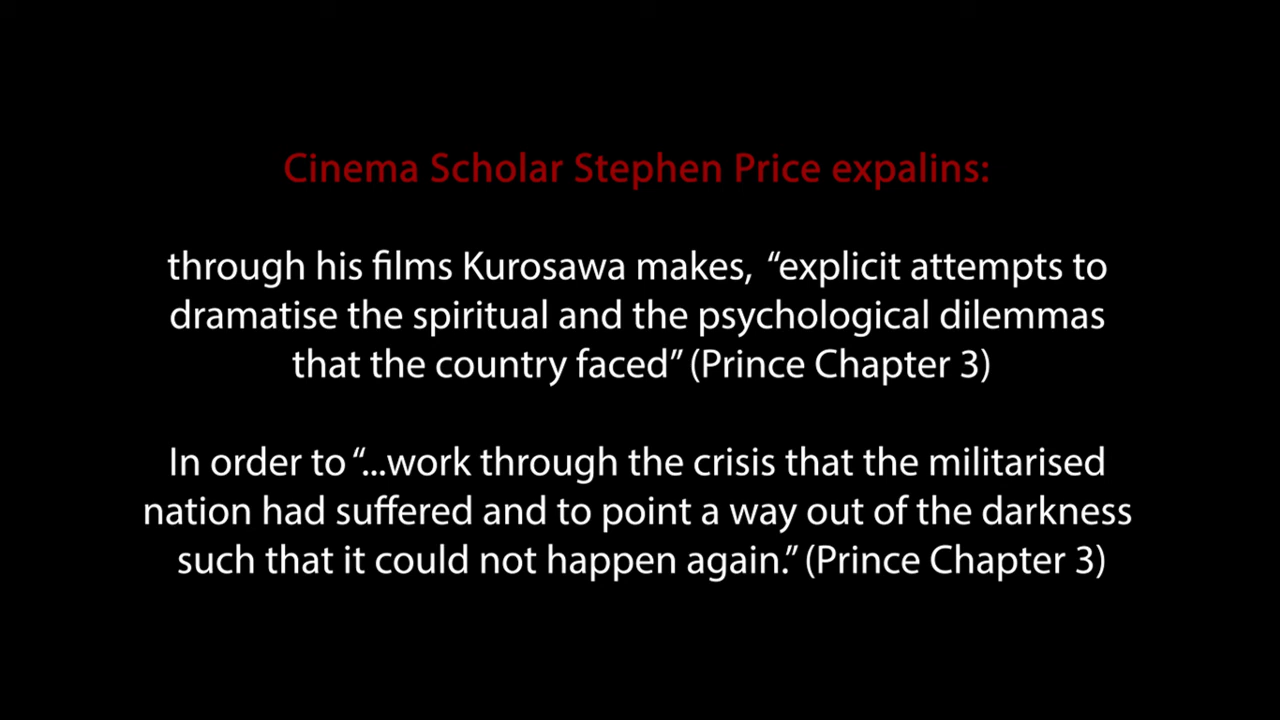 Cinema Scholar Stephen Price expalins:
through his films Kurosawa makes, “explicit attempts to
dramatise the spiritual and the psychological dilemmas
that the country faced” (Prince Chapter 3)
In order to “...work through the crisis that the militarised
nation had suffered and to point a way out of the darkness
such that it could not happen again.” (Prince Chapter 3)